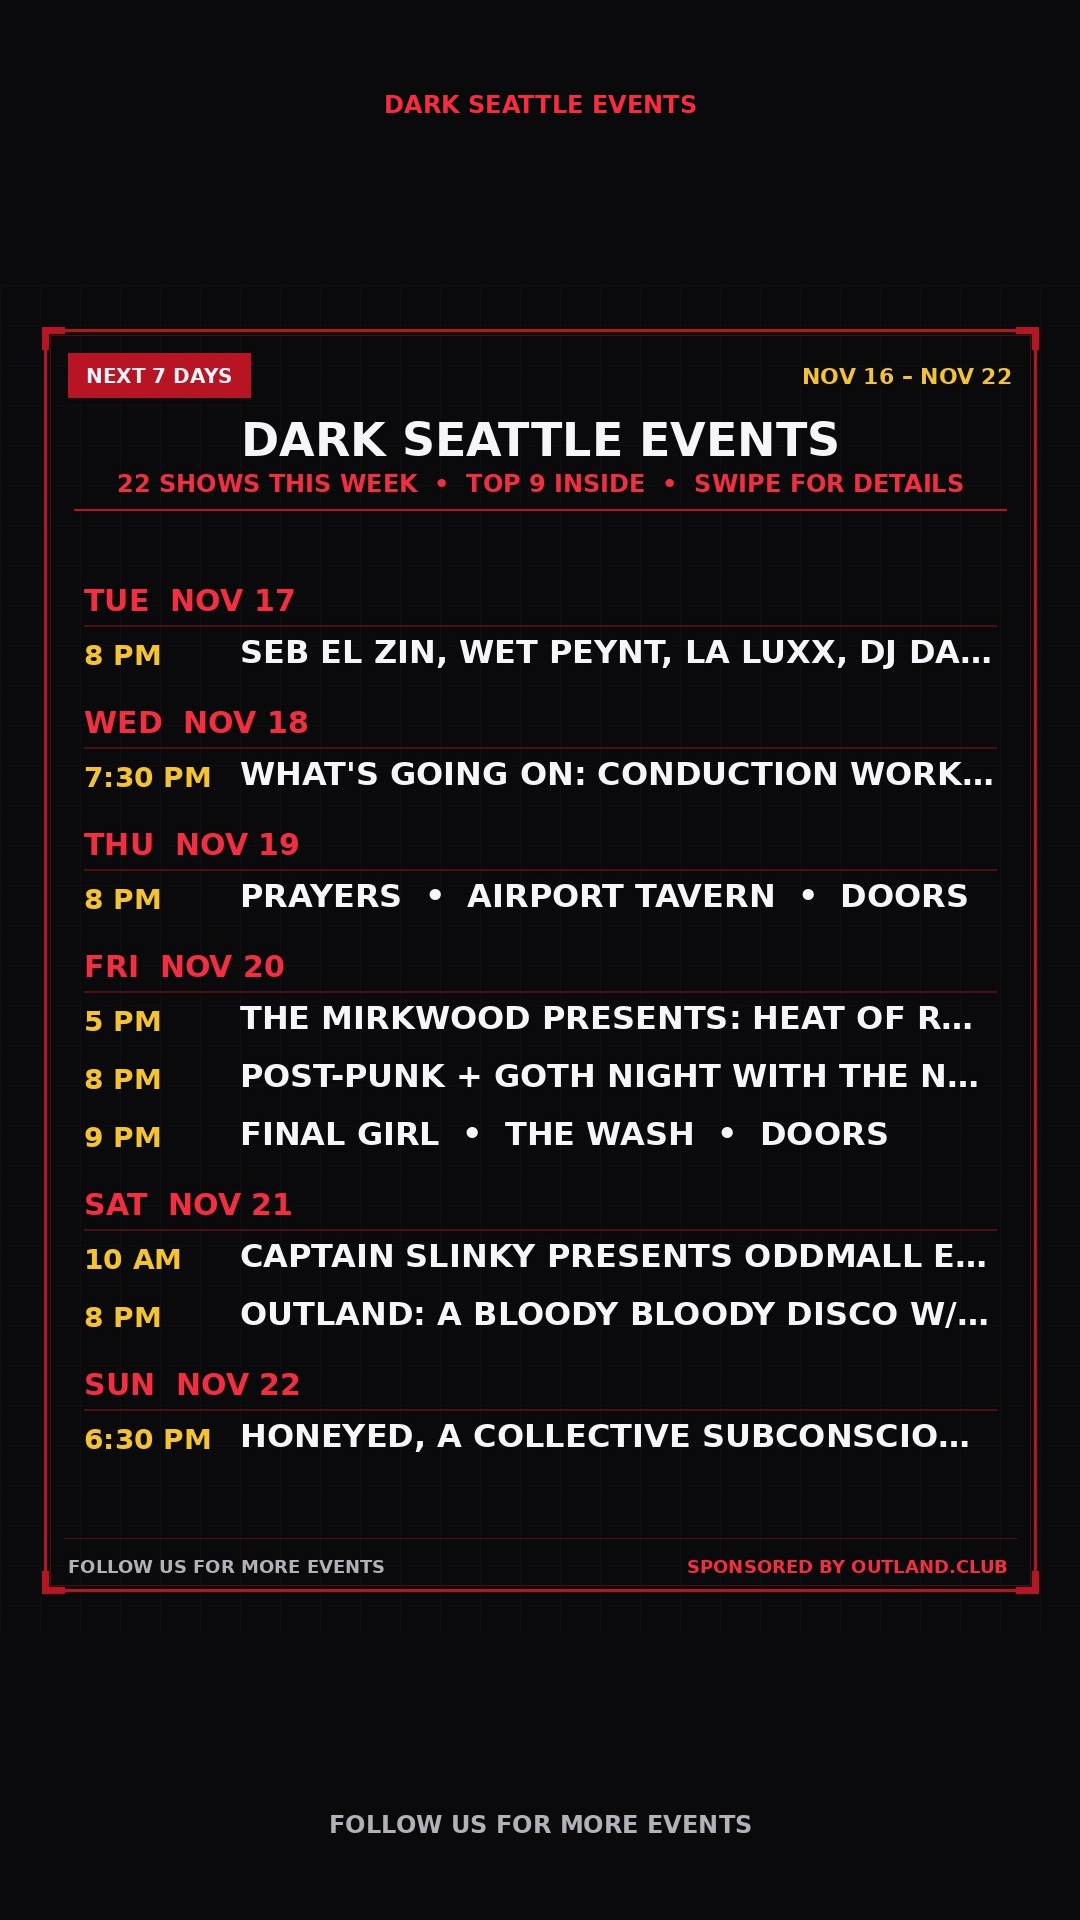 DARK SEATTLE EVENTS
NEXT 7 DAYS
NOV 16 – NOV 22
DARK SEATTLE EVENTS
22 SHOWS THIS WEEK • TOP 9 INSIDE • SWIPE FOR DETAILS
TUE NOV 17
8 PM SEB EL ZIN, WET PEYNT, LA LUXX, DJ DA...
WED NOV 18
7:30 PM WHAT'S GOING ON: CONDUCTION WORK...
THU NOV 19
8 PM PRAYERS • AIRPORT TAVERN • DOORS
FRI NOV 20
5 PM THE MIRKWOOD PRESENTS: HEAT OF R...
8 PM POST-PUNK + GOTH NIGHT WITH THE N...
9 PM FINAL GIRL • THE WASH • DOORS
SAT NOV 21
10 AM CAPTAIN SLINKY PRESENTS ODDMALL E...
8 PM OUTLAND: A BLOODY BLOODY DISCO W/...
SUN NOV 22
6:30 PM HONEYED, A COLLECTIVE SUBCONSCIO...
FOLLOW US FOR MORE EVENTS
SPONSORED BY OUTLAND.CLUB
FOLLOW US FOR MORE EVENTS